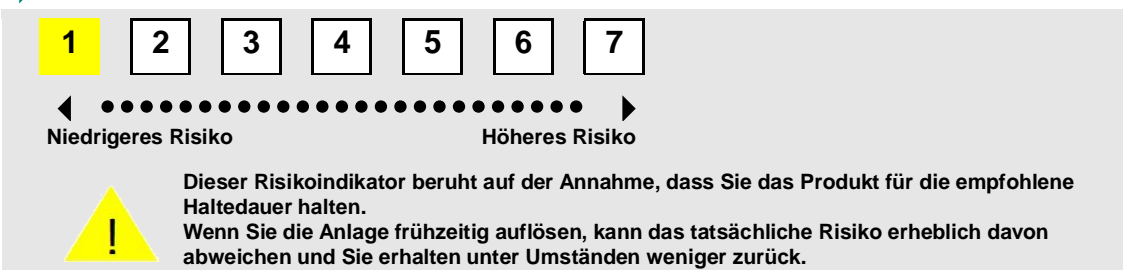 1 2 3 4 5 6 7
Niedrigeres Risiko Höheres Risiko
Dieser Risikoindikator beruht auf der Annahme, dass Sie das Produkt für die empfohlene
Haltedauer halten.
Wenn Sie die Anlage frühzeitig auflösen, kann das tatsächliche Risiko erheblich davon
abweichen und Sie erhalten unter Umständen weniger zurück.
!